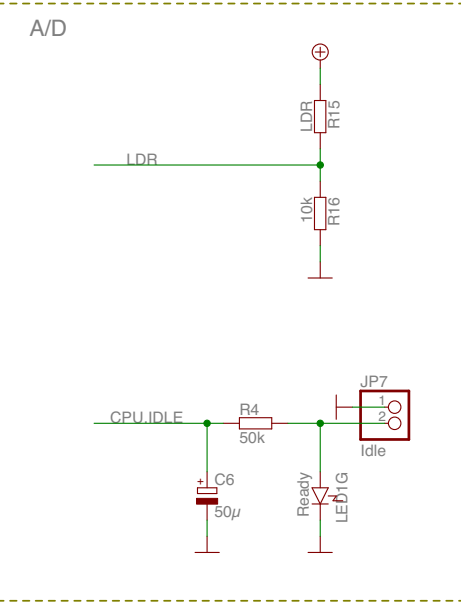 A/D
LDR
R15
LDR
10k
R16
JP7
1
2
Idle
CPU.IDLE
R4
50k
+
C6
50µ
Ready
LED1G